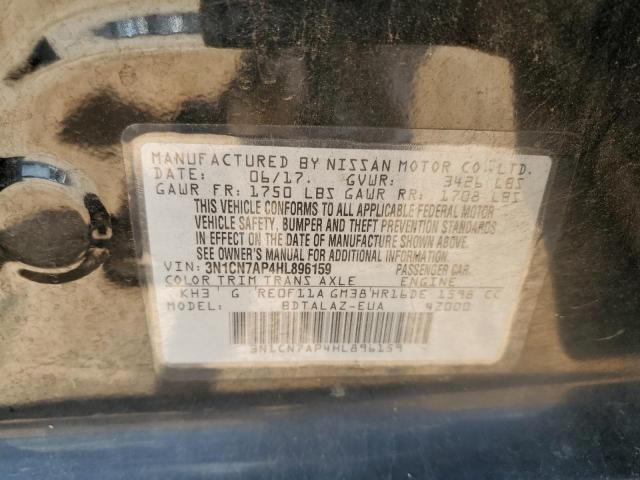 MANUFACTURED BY NISSAN MOTOR CO., LTD.
DATE: 06/17. GVWR: 3426 LBS
GAWR FR: 1750 LBS GAWR RR: 1708 LBS
THIS VEHICLE CONFORMS TO ALL APPLICABLE FEDERAL MOTOR
VEHICLE SAFETY, BUMPER AND THEFT PREVENTION STANDARDS
IN EFFECT ON THE DATE OF MANUFACTURE SHOWN ABOVE.
SEE OWNER'S MANUAL FOR ADDITIONAL INFORMATION.
VIN: 3N1CN7AP4HL896159 PASSENGER CAR.
COLOR TRIM TRANS AXLE ENGINE
KH3 G RE0F11A GM38 HR16DE 1598 CC
MODEL: BDTALAZ-EUA 42000
3N1CN7AP4HL896159